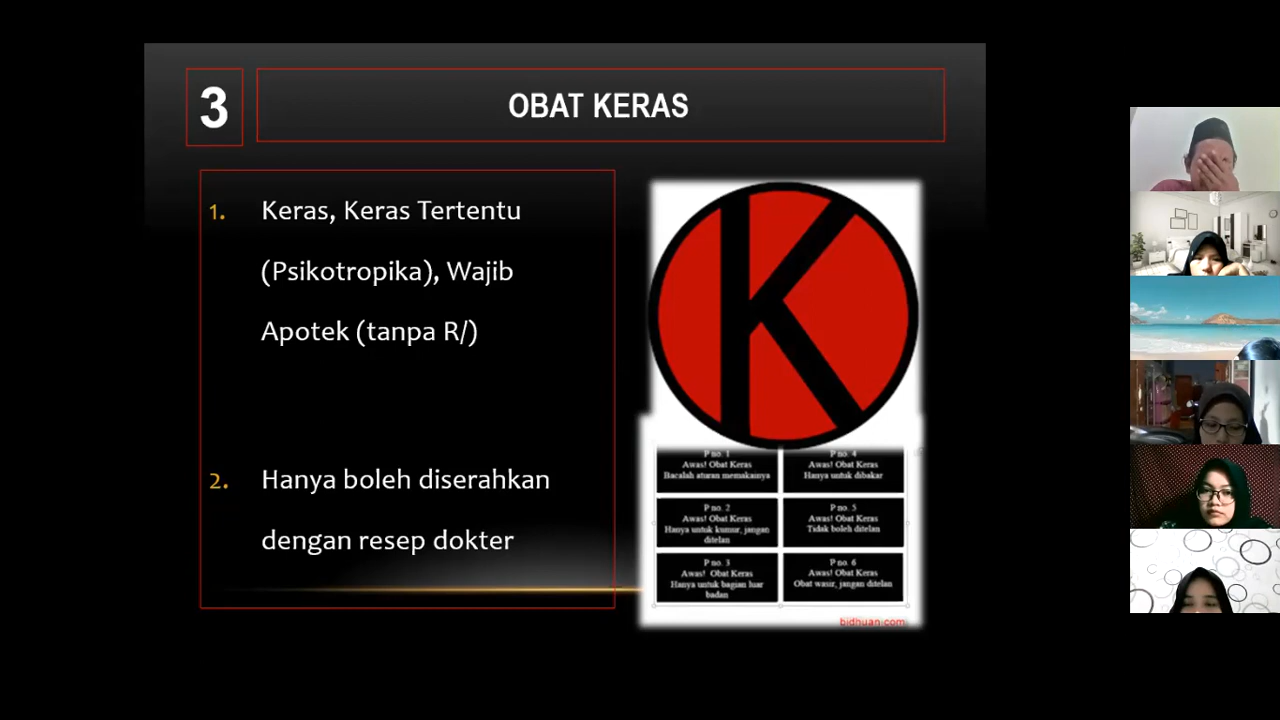 3
OBAT KERAS
1. Keras, Keras Tertentu
(Psikotropika), Wajib
Apotek (tanpa R/)
2. Hanya boleh diserahkan
dengan resep dokter
K
P no. 1
Awas! Obat Keras
Bacalah aturan memakainya
P no. 4
Awas! Obat Keras
Hanya untuk dibakar
P no. 2
Awas! Obat Keras
Hanya untuk kumur, jangan
ditelan
P no. 5
Awas! Obat Keras
Tidak boleh ditelan
P no. 3
Awas! Obat Keras
Hanya untuk bagian luar
badan
P no. 6
Awas! Obat Keras
Obat wasir, jangan ditelan
bidhuan.com